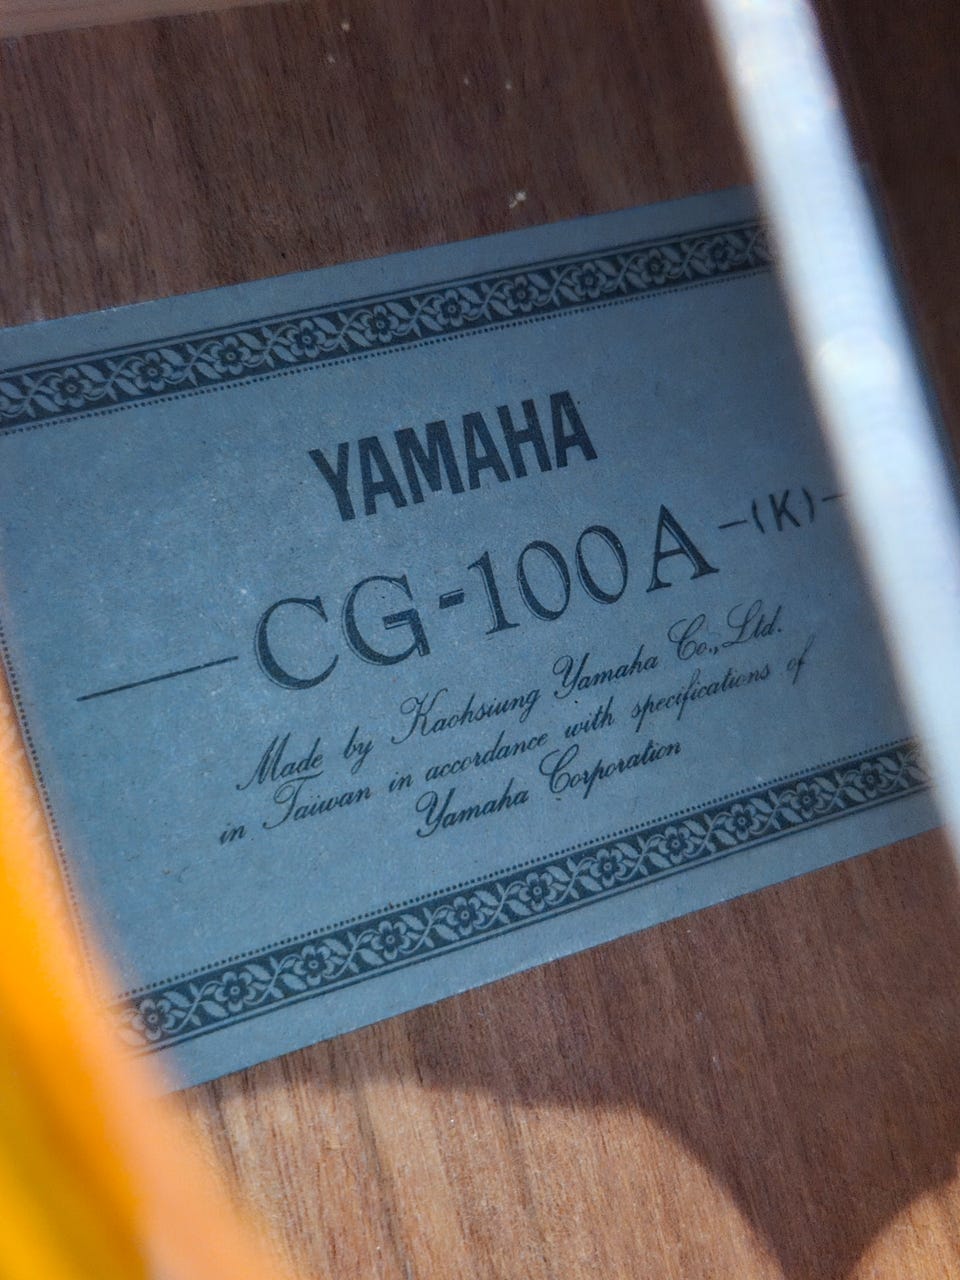 YAMAHA
CG-100A -(K)-
Made by Kaohsiung Yamaha Co., Ltd.
in Taiwan in accordance with specifications of
Yamaha Corporation